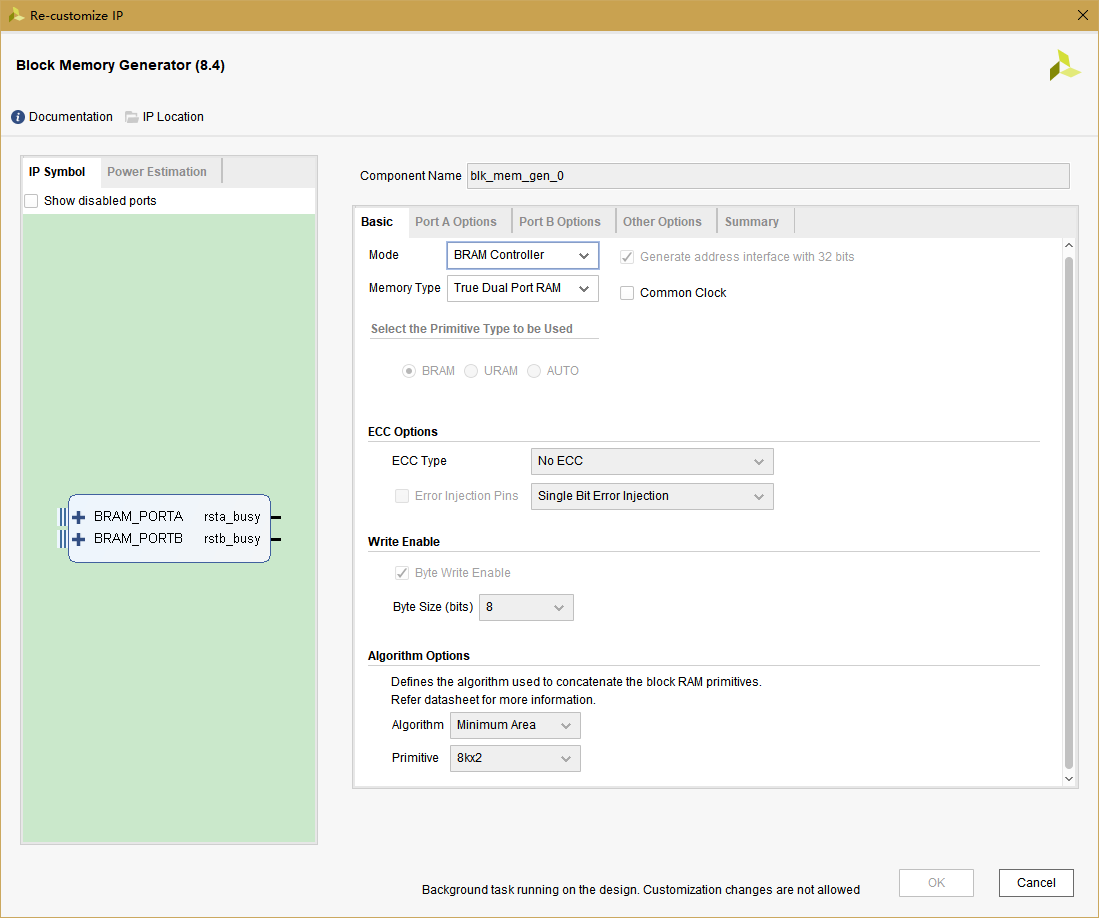 Re-customize IP
Block Memory Generator (8.4)
Documentation IP Location
IP Symbol Power Estimation
Show disabled ports
BRAM_PORTA rsta_busy
BRAM_PORTB rstb_busy
Component Name blk_mem_gen_0
Basic Port A Options Port B Options Other Options Summary
Mode BRAM Controller Generate address interface with 32 bits
Memory Type True Dual Port RAM Common Clock
Select the Primitive Type to be Used
BRAM URAM AUTO
ECC Options
ECC Type No ECC
Error Injection Pins Single Bit Error Injection
Write Enable
Byte Write Enable
Byte Size (bits) 8
Algorithm Options
Defines the algorithm used to concatenate the block RAM primitives.
Refer datasheet for more information.
Algorithm Minimum Area
Primitive 8kx2
Background task running on the design. Customization changes are not allowed OK Cancel